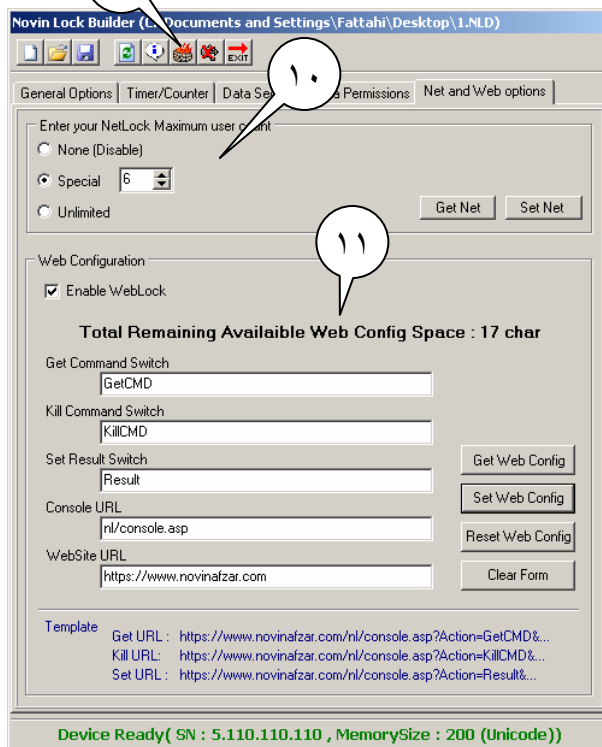 Novin Lock Builder (C:\Documents and Settings\Fattahi\Desktop\1.NLD)
EXIT
۱۰
General Options Timer/Counter Data Permissions Net and Web options
Enter your NetLock Maximum user
None (Disable)
Special 6
Unlimited
Get Net Set Net
۱۱
Web Configuration
Enable WebLock
Total Remaining Availaible Web Config Space : 17 char
Get Command Switch
GetCMD
Kill Command Switch
KillCMD
Set Result Switch
Result
Get Web Config
Console URL
nl/console.asp
Set Web Config
Reset Web Config
WebSite URL
https://www.novinafzar.com
Clear Form
Template
Get URL : https://www.novinafzar.com/nl/console.asp?Action=GetCMD&...
Kill URL: https://www.novinafzar.com/nl/console.asp?Action=KillCMD&...
Set URL : https://www.novinafzar.com/nl/console.asp?Action=Result&...
Device Ready( SN : 5.110.110.110 , MemorySize : 200 (Unicode))